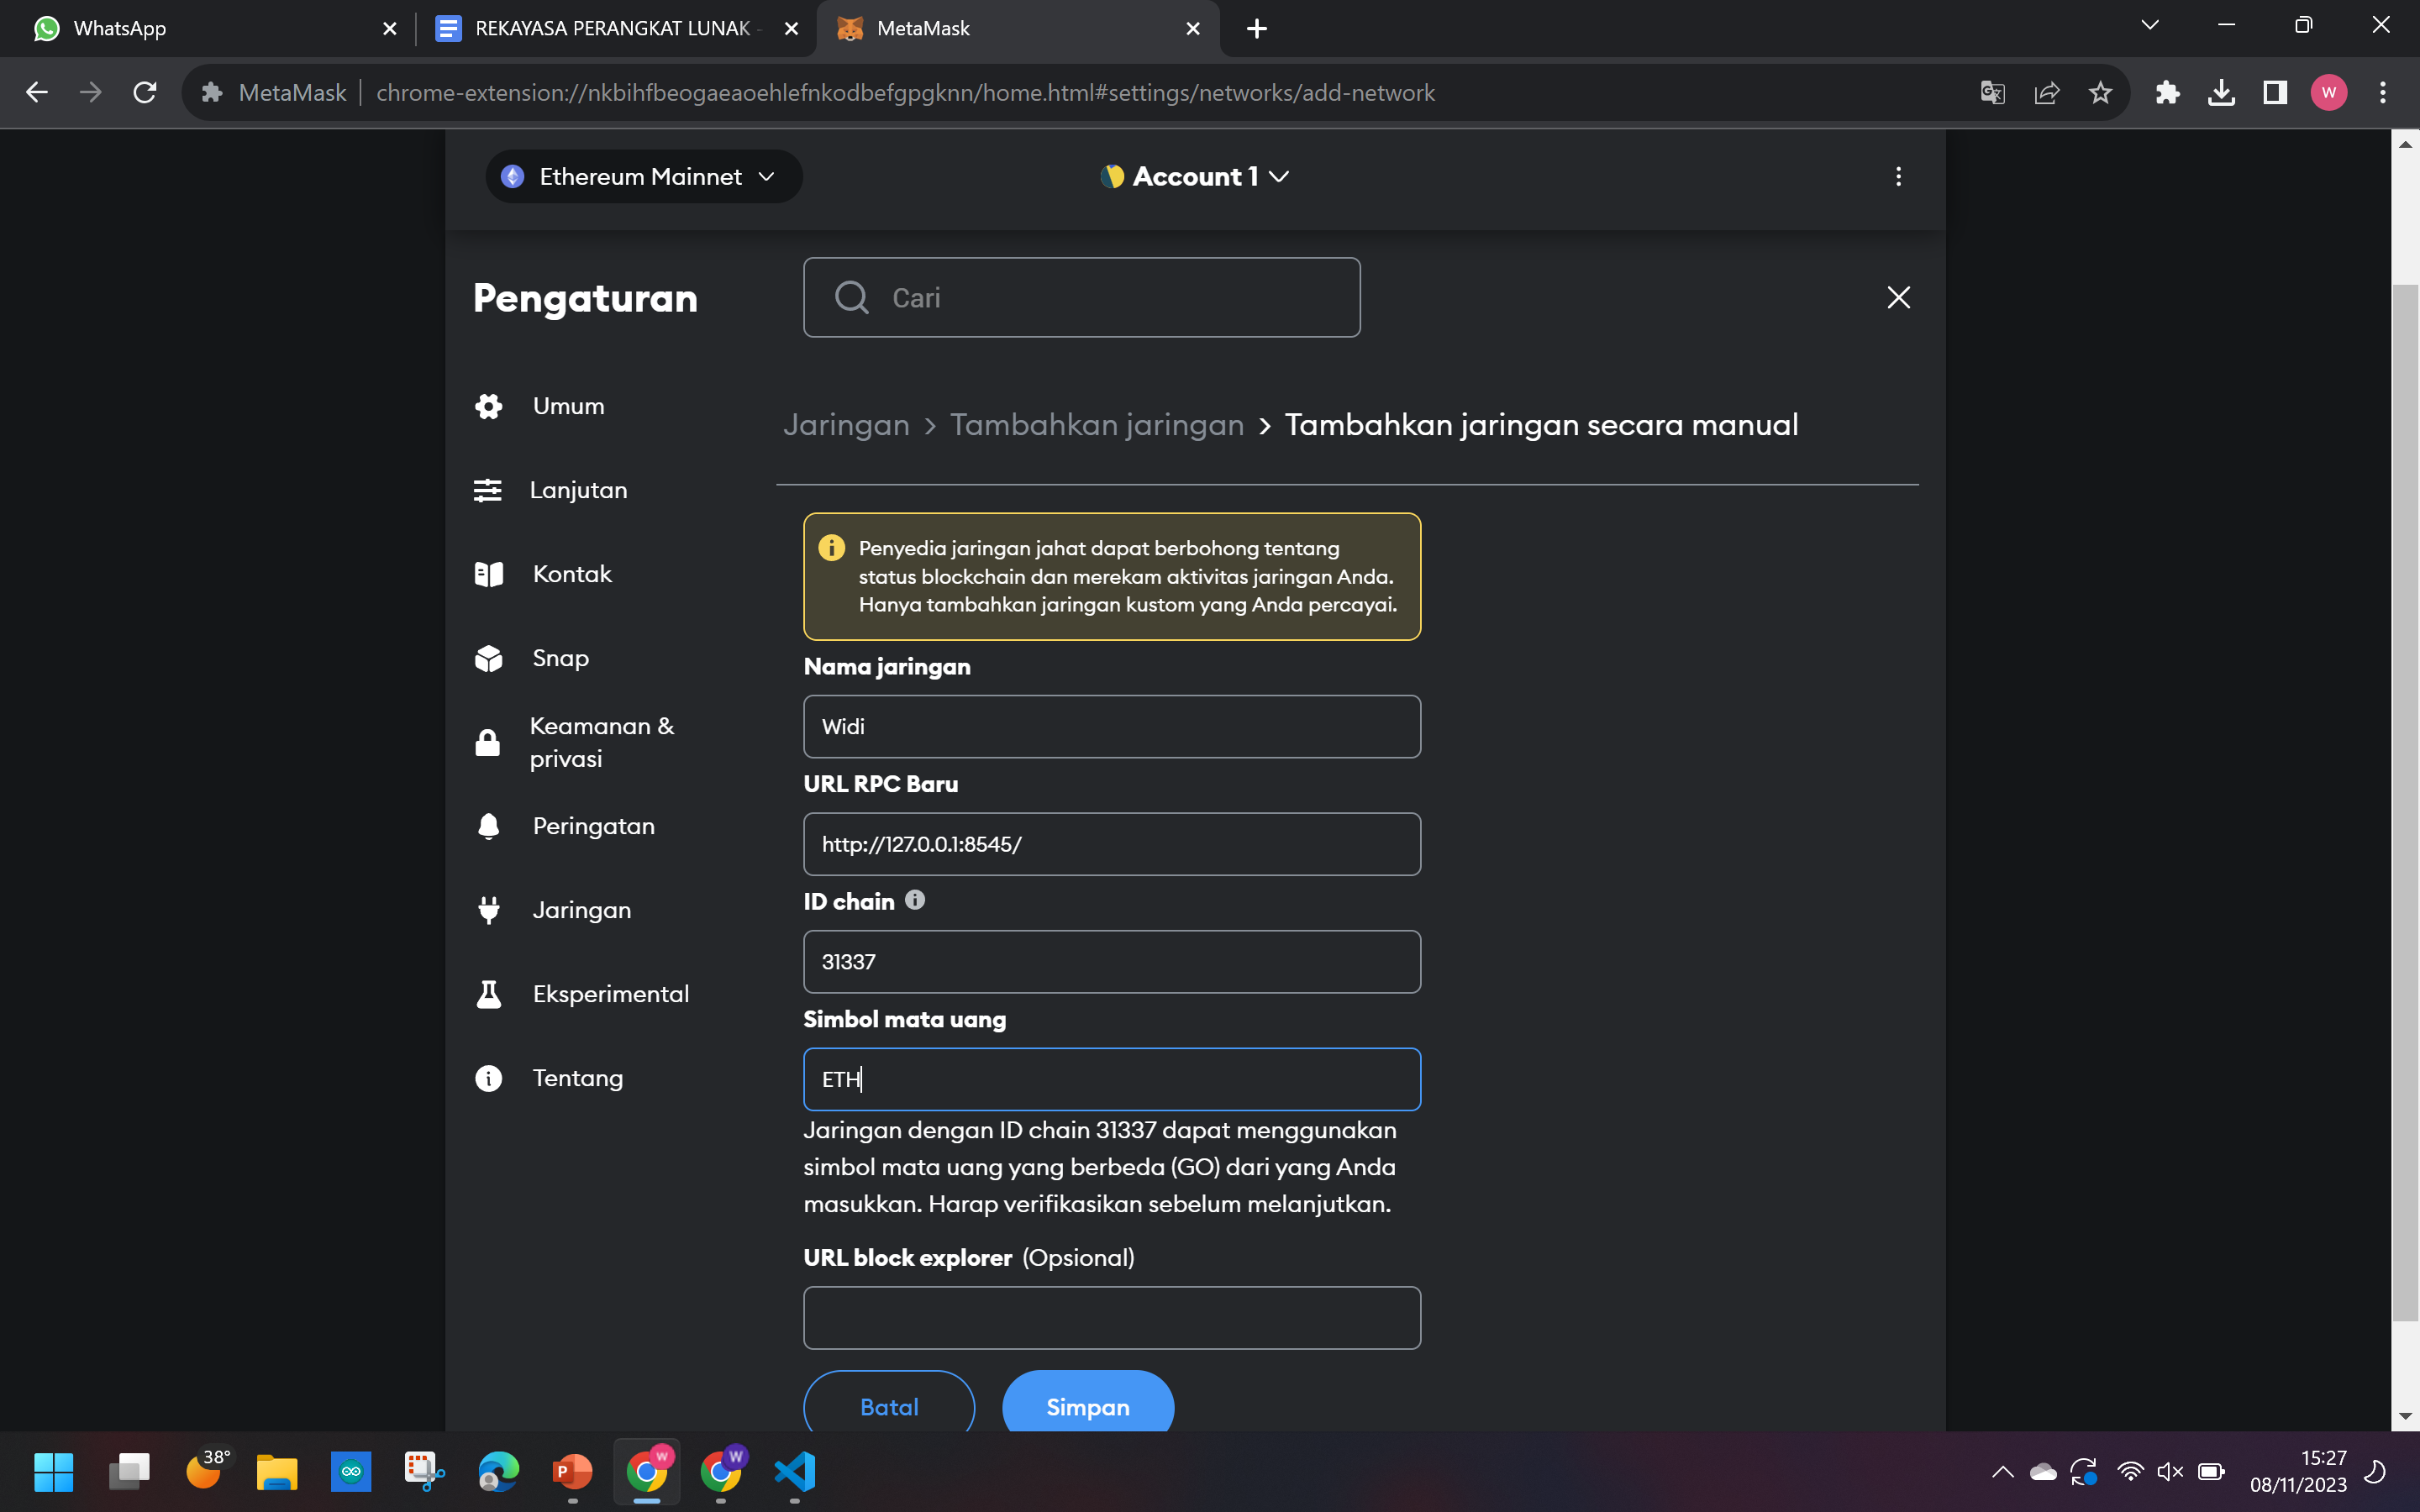 WhatsApp
REKAYASA PERANGKAT LUNAK -
MetaMask
MetaMask
chrome-extension://nkbihfbeogaeaoehlefnkodbefgpgknn/home.html#settings/networks/add-network
W
Ethereum Mainnet
Account 1
Pengaturan
Cari
Umum
Lanjutan
Kontak
Snap
Keamanan &
privasi
Peringatan
Jaringan
Eksperimental
Tentang
Jaringan > Tambahkan jaringan > Tambahkan jaringan secara manual
Penyedia jaringan jahat dapat berbohong tentang
status blockchain dan merekam aktivitas jaringan Anda.
Hanya tambahkan jaringan kustom yang Anda percayai.
Nama jaringan
Widi
URL RPC Baru
http://127.0.0.1:8545/
ID chain
31337
Simbol mata uang
ETH
Jaringan dengan ID chain 31337 dapat menggunakan
simbol mata uang yang berbeda (GO) dari yang Anda
masukkan. Harap verifikasikan sebelum melanjutkan.
URL block explorer (Opsional)
Batal
Simpan
38°
P
W
W
15:27
08/11/2023